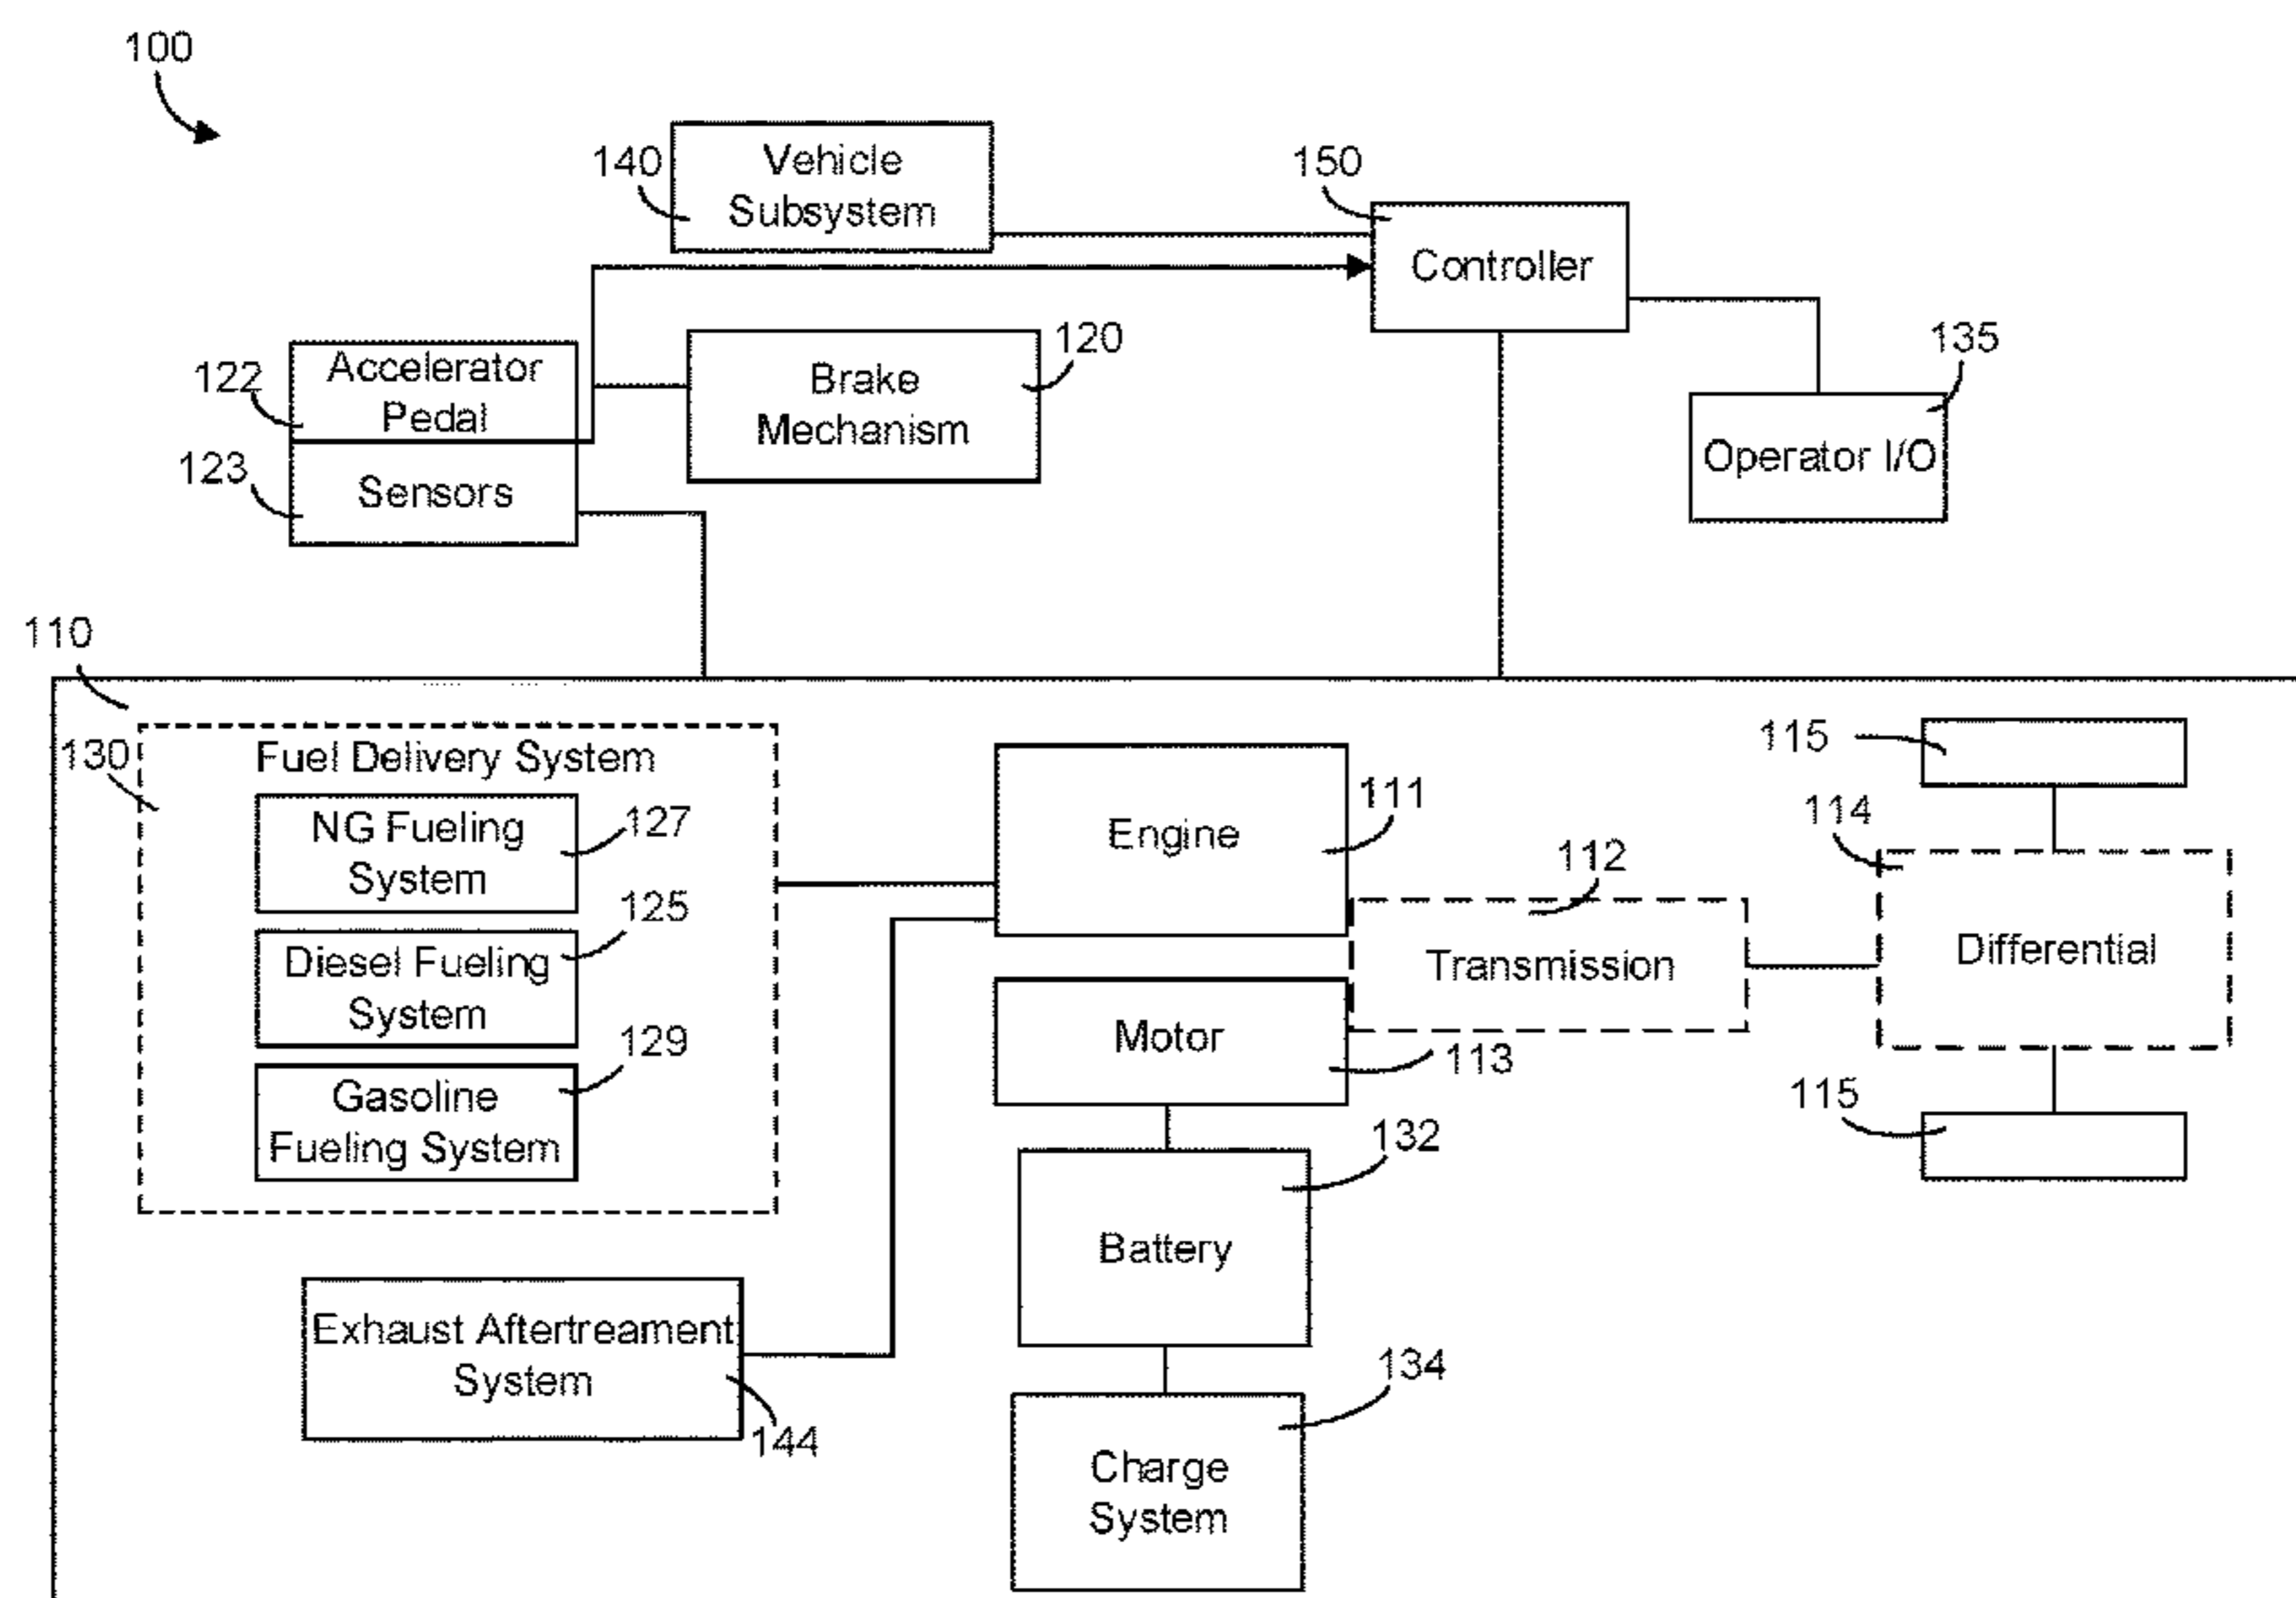 100
140
Vehicle
Subsystem
150
Controller
122
Accelerator
Pedal
120
Brake
Mechanism
135
Operator I/O
123
Sensors
110
130
Fuel Delivery System
NG Fueling
System
127
125
Diesel Fueling
System
129
Gasoline
Fueling System
Engine
111
112
Transmission
Motor
113
115
114
Differential
115
132
Battery
Exhaust Aftertreament
System
144
134
Charge
System